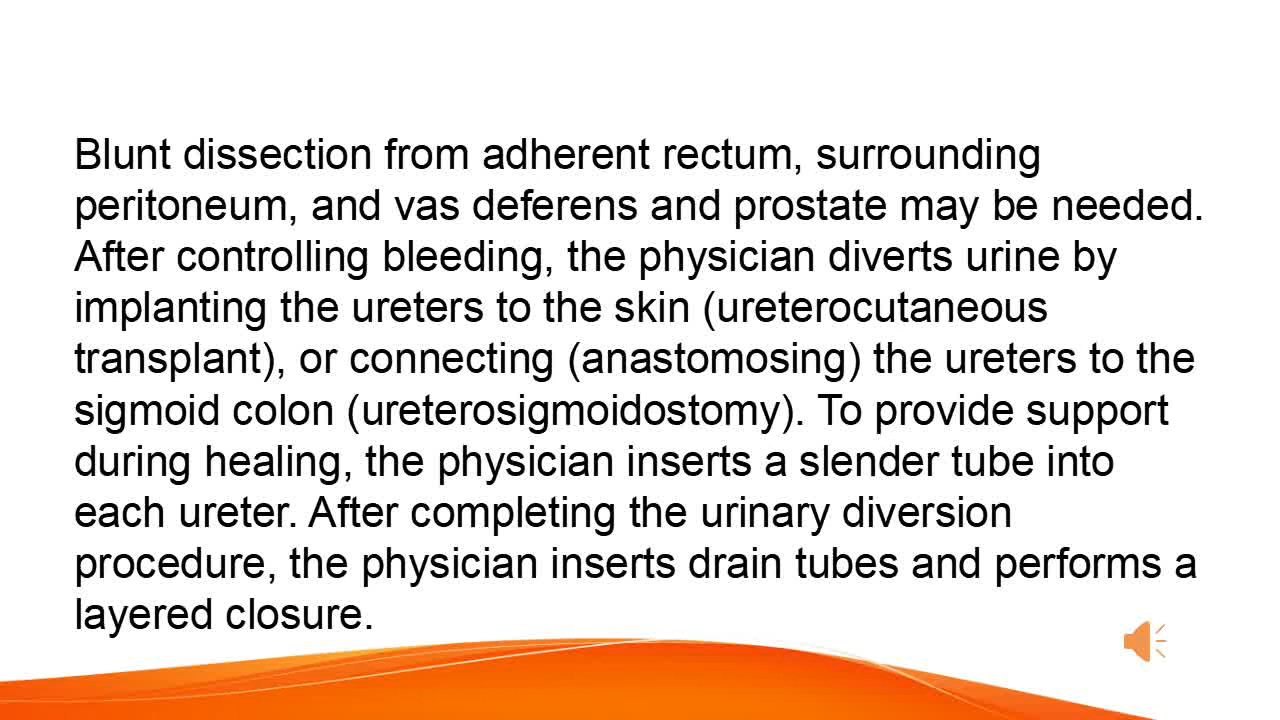 Blunt dissection from adherent rectum, surrounding
peritoneum, and vas deferens and prostate may be needed.
After controlling bleeding, the physician diverts urine by
implanting the ureters to the skin (ureterocutaneous
transplant), or connecting (anastomosing) the ureters to the
sigmoid colon (ureterosigmoidostomy). To provide support
during healing, the physician inserts a slender tube into
each ureter. After completing the urinary diversion
procedure, the physician inserts drain tubes and performs a
layered closure.